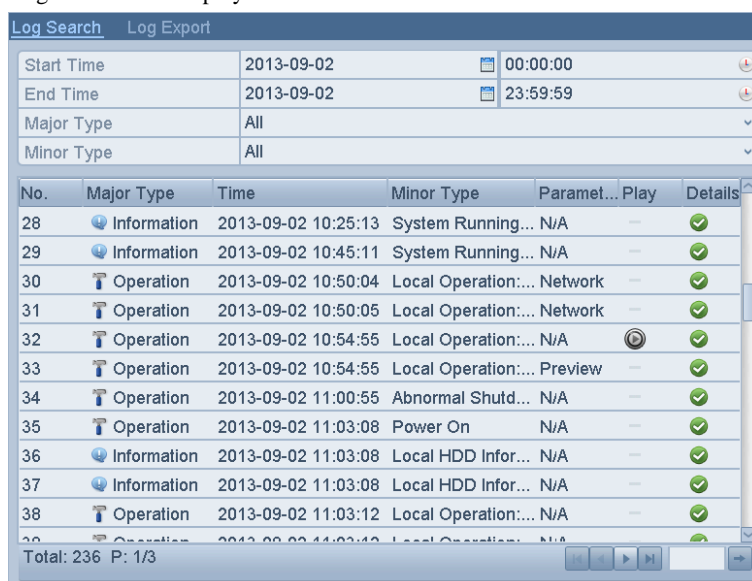 Log Search Log Export
Start Time 2013-09-02 00:00:00
End Time 2013-09-02 23:59:59
Major Type All
Minor Type All
No. Major Type Time Minor Type Paramet... Play Details
28 Information 2013-09-02 10:25:13 System Running... N/A —
29 Information 2013-09-02 10:45:11 System Running... N/A —
30 Operation 2013-09-02 10:50:04 Local Operation:... Network —
31 Operation 2013-09-02 10:50:05 Local Operation:... Network —
32 Operation 2013-09-02 10:54:55 Local Operation:... N/A
33 Operation 2013-09-02 10:54:55 Local Operation:... Preview —
34 Operation 2013-09-02 11:00:55 Abnormal Shutd... N/A —
35 Operation 2013-09-02 11:03:08 Power On N/A —
36 Information 2013-09-02 11:03:08 Local HDD Infor... N/A —
37 Information 2013-09-02 11:03:08 Local HDD Infor... N/A —
38 Operation 2013-09-02 11:03:12 Local Operation:... N/A —
Total: 236 P: 1/3